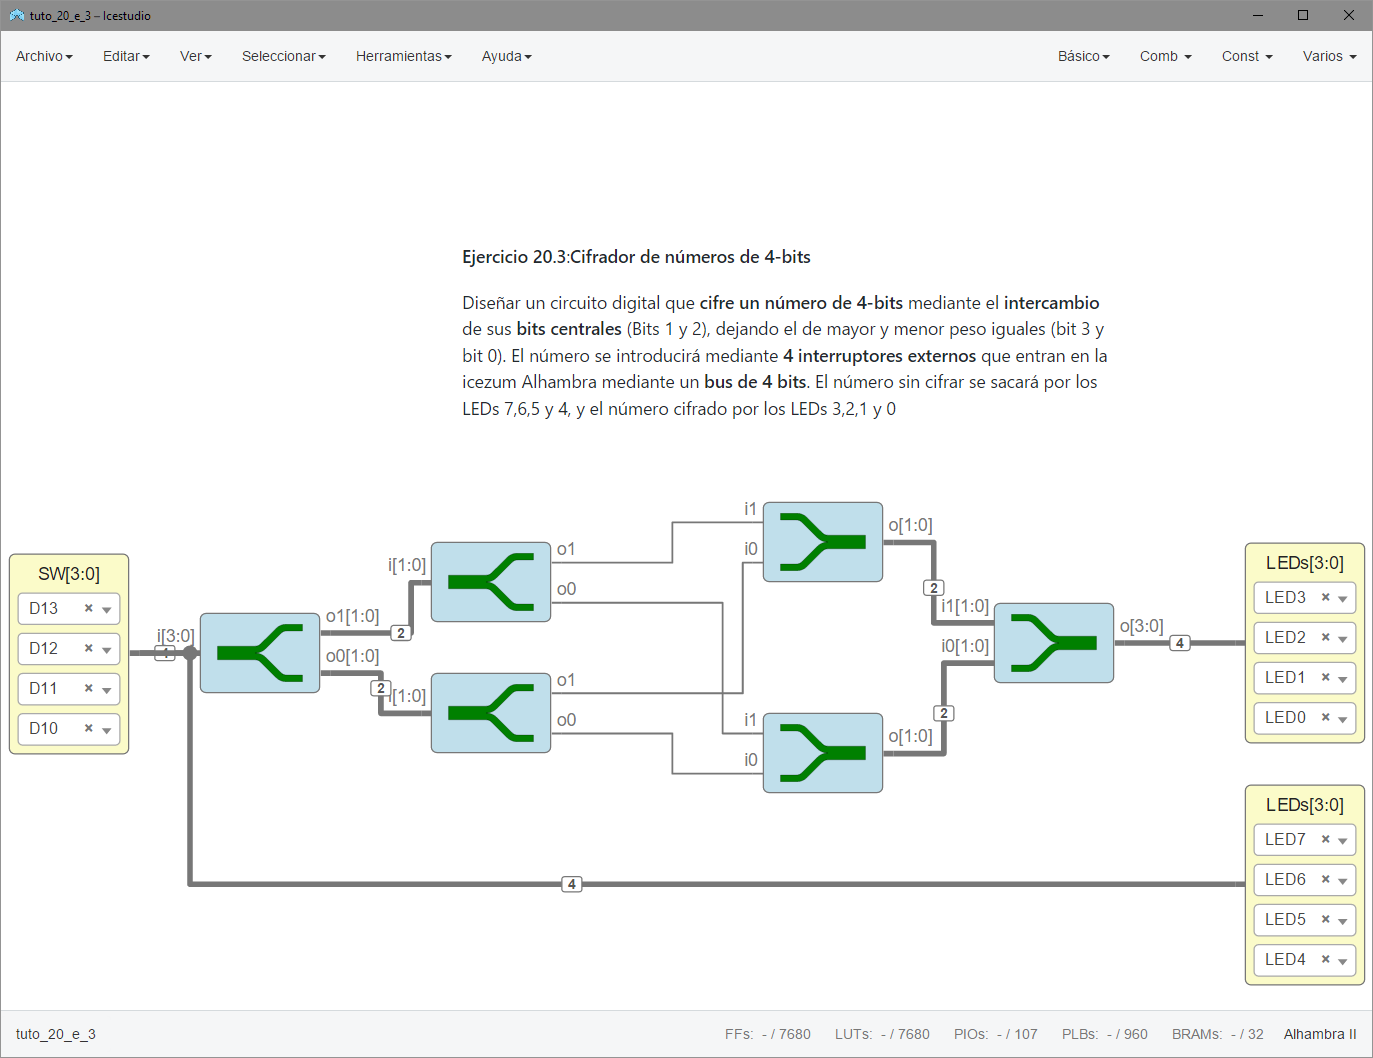 tuto_20_e_3 – Icestudio
Archivo Editar Ver Seleccionar Herramientas Ayuda Básico Comb Const Varios
Ejercicio 20.3:Cifrador de números de 4-bits
Diseñar un circuito digital que cifre un número de 4-bits mediante el intercambio
de sus bits centrales (Bits 1 y 2), dejando el de mayor y menor peso iguales (bit 3 y
bit 0). El número se introducirá mediante 4 interruptores externos que entran en la
icezum Alhambra mediante un bus de 4 bits. El número sin cifrar se sacará por los
LEDs 7,6,5 y 4, y el número cifrado por los LEDs 3,2,1 y 0
SW[3:0]
D13
D12
D11
D10
i[3:0]
4
o1[1:0]
o0[1:0]
2
2
i[1:0]
i[1:0]
o1
o0
o1
o0
i1
i0
i1
i0
o[1:0]
o[1:0]
2
2
i1[1:0]
i0[1:0]
o[3:0]
4
LEDs[3:0]
LED3
LED2
LED1
LED0
4
LEDs[3:0]
LED7
LED6
LED5
LED4
tuto_20_e_3 FFs: - / 7680 LUTs: - / 7680 PIOs: - / 107 PLBs: - / 960 BRAMs: - / 32 Alhambra II